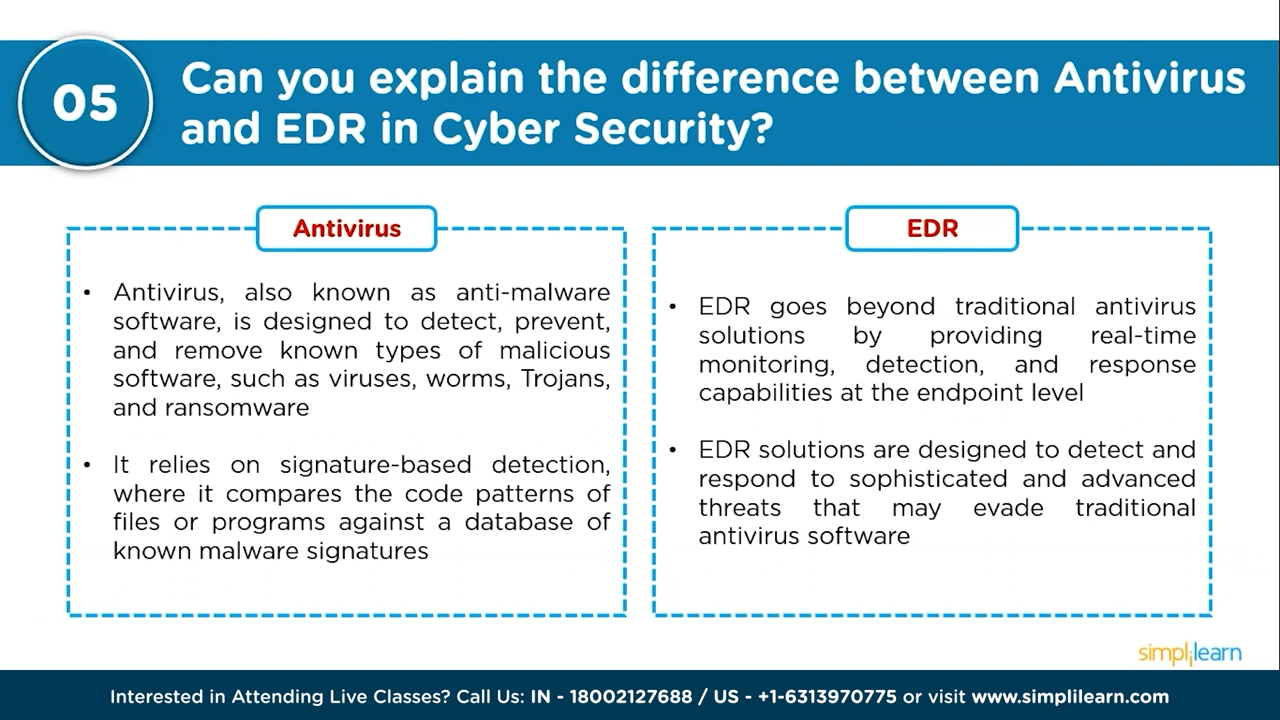 05
Can you explain the difference between Antivirus
and EDR in Cyber Security?
Antivirus
• Antivirus, also known as anti-malware
software, is designed to detect, prevent,
and remove known types of malicious
software, such as viruses, worms, Trojans,
and ransomware
• It relies on signature-based detection,
where it compares the code patterns of
files or programs against a database of
known malware signatures
EDR
• EDR goes beyond traditional antivirus
solutions by providing real-time
monitoring, detection, and response
capabilities at the endpoint level
• EDR solutions are designed to detect and
respond to sophisticated and advanced
threats that may evade traditional
antivirus software
simplilearn
Interested in Attending Live Classes? Call Us: IN - 18002127688 / US - +1-6313970775 or visit www.simplilearn.com